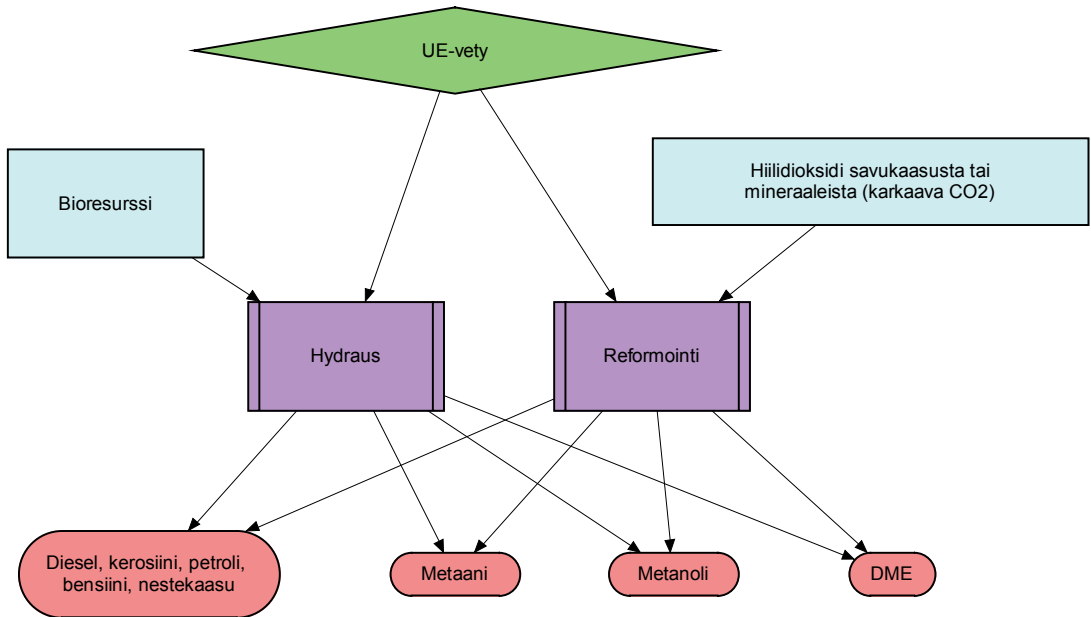 UE-vety
Bioresurssi
Hiilidioksidi savukaasusta tai
mineraaleista (karkaava CO2)
Hydraus
Reformointi
Diesel, kerosiini, petroli,
bensiini, nestekaasu
Metaani
Metanoli
DME